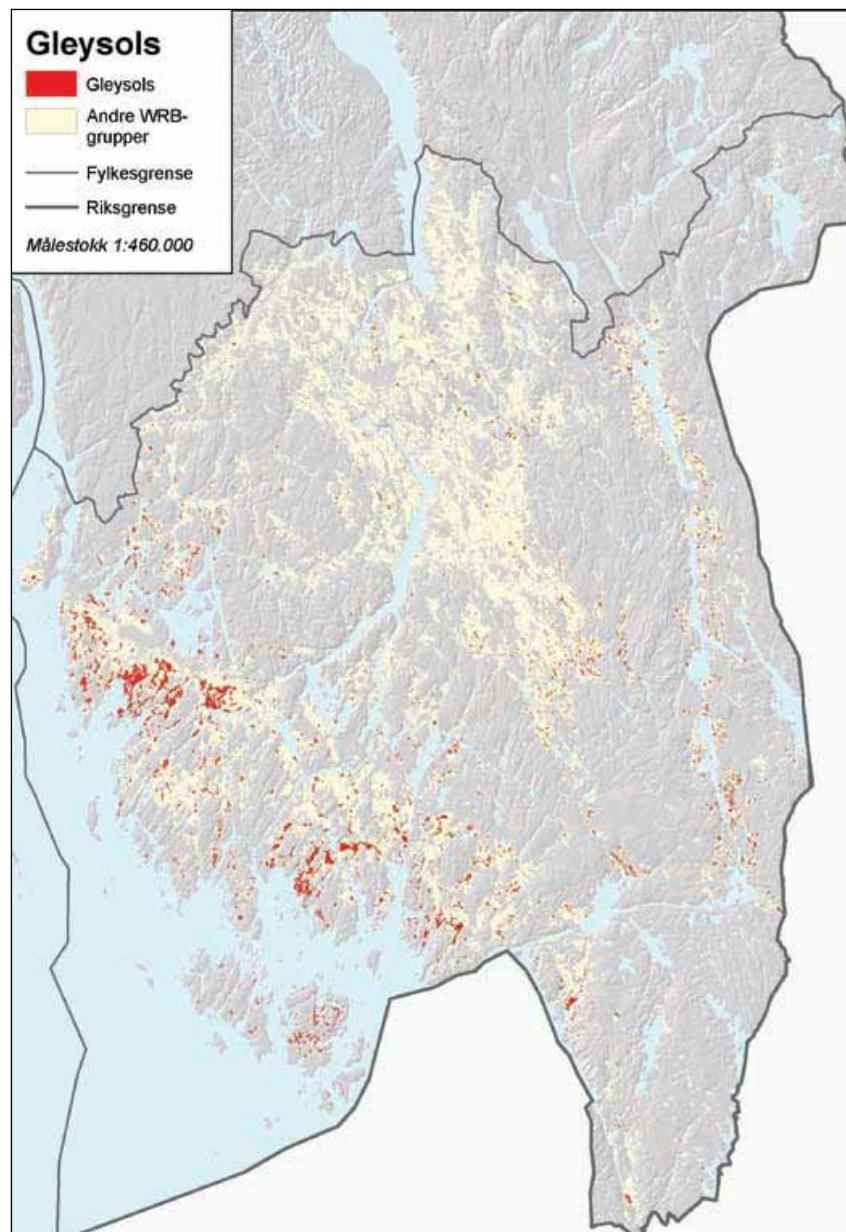 Gleysols
Gleysols
Andre WRB-
grupper
Fylkesgrense
Riksgrense
Målestokk 1:460.000